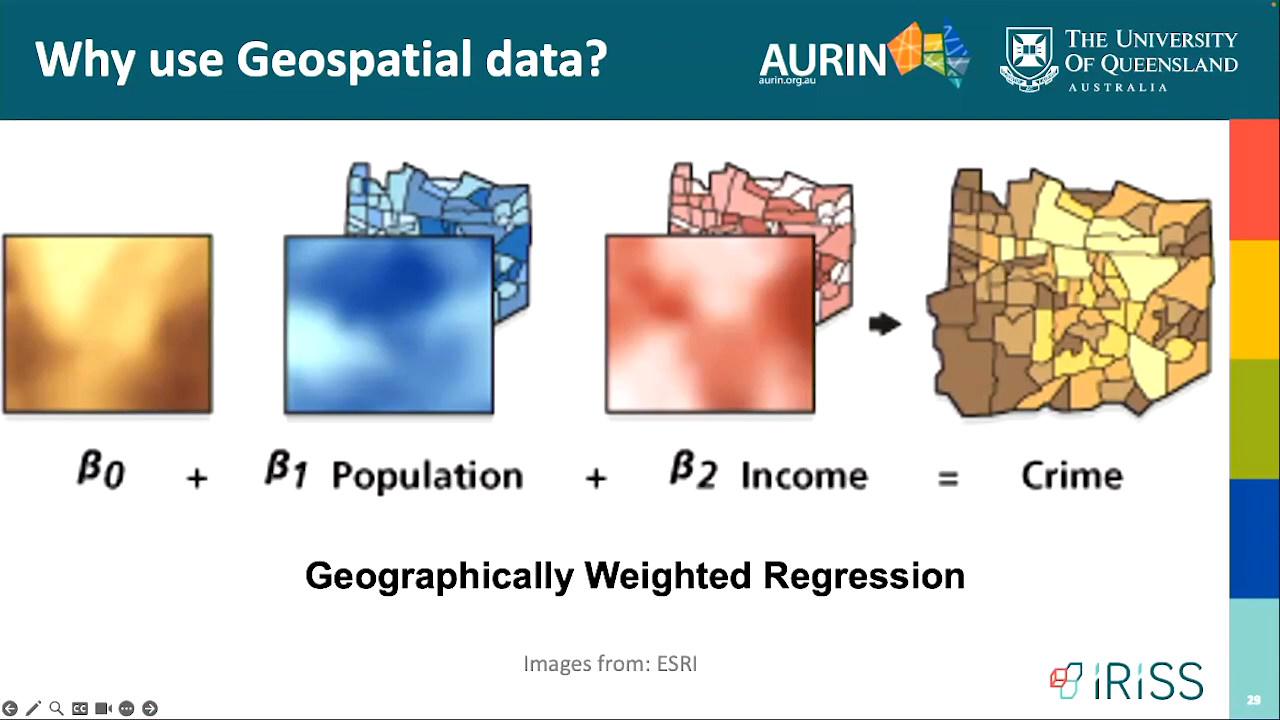 Why use Geospatial data?
AURIN
aurin.org.au
THE UNIVERSITY
OF QUEENSLAND
AUSTRALIA
β0 + β1 Population + β2 Income = Crime
Geographically Weighted Regression
Images from: ESRI
iRiSS
29
CC